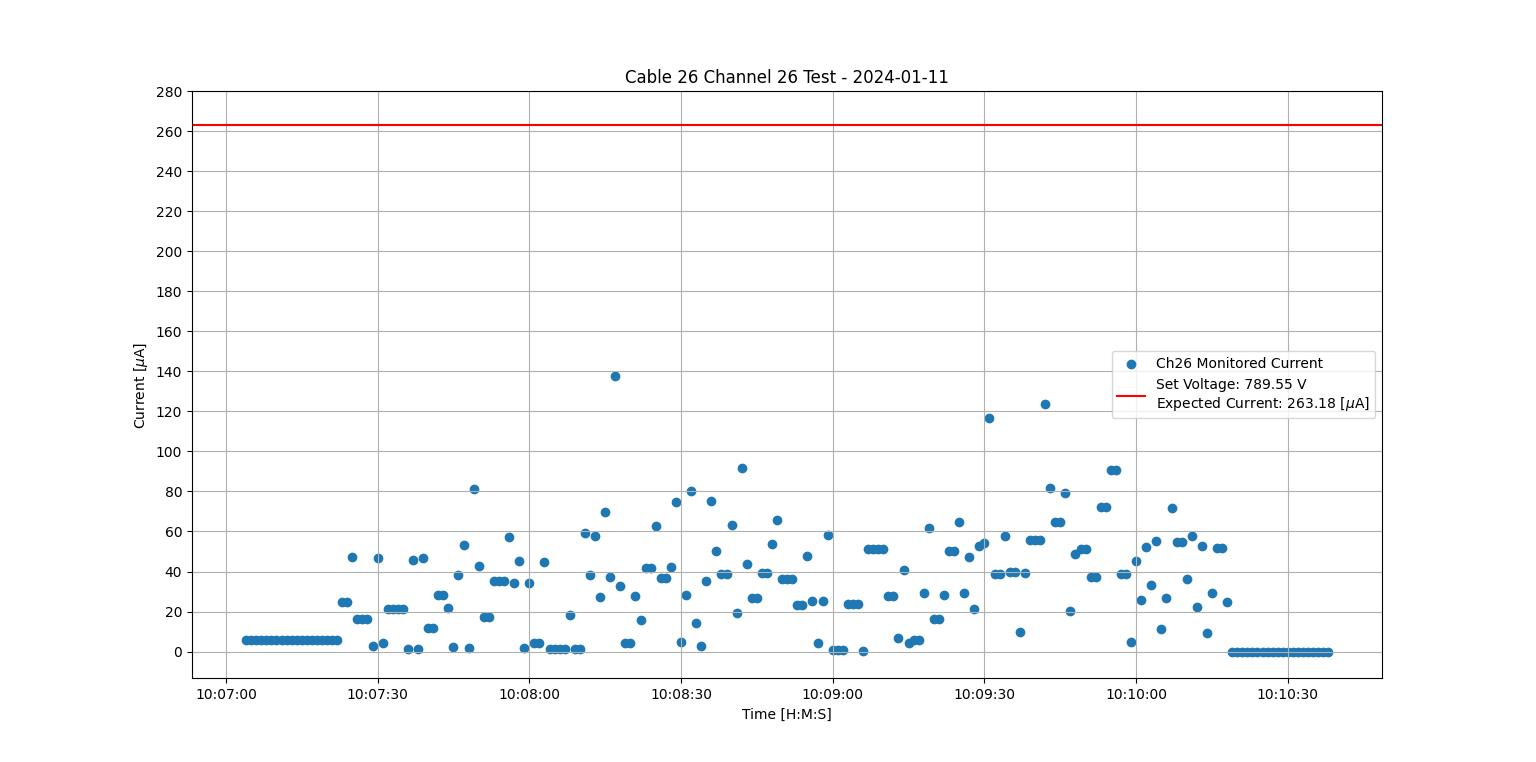 Cable 26 Channel 26 Test - 2024-01-11
280
260
240
220
200
180
160
140
120
100
80
60
40
20
0
Current [μA]
Ch26 Monitored Current
Set Voltage: 789.55 V
Expected Current: 263.18 [μA]
10:07:00 10:07:30 10:08:00 10:08:30 10:09:00 10:09:30 10:10:00 10:10:30
Time [H:M:S]